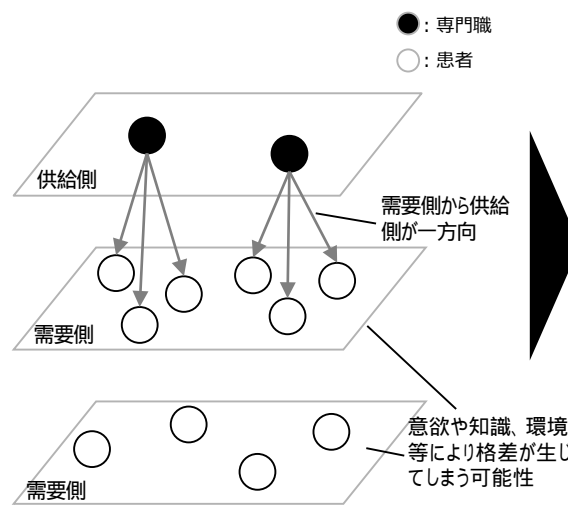 ：専門職
：患者
供給側
需要側から供給
側が一方向
需要側
意欲や知識、環境
等により格差が生じ
てしまう可能性
需要側